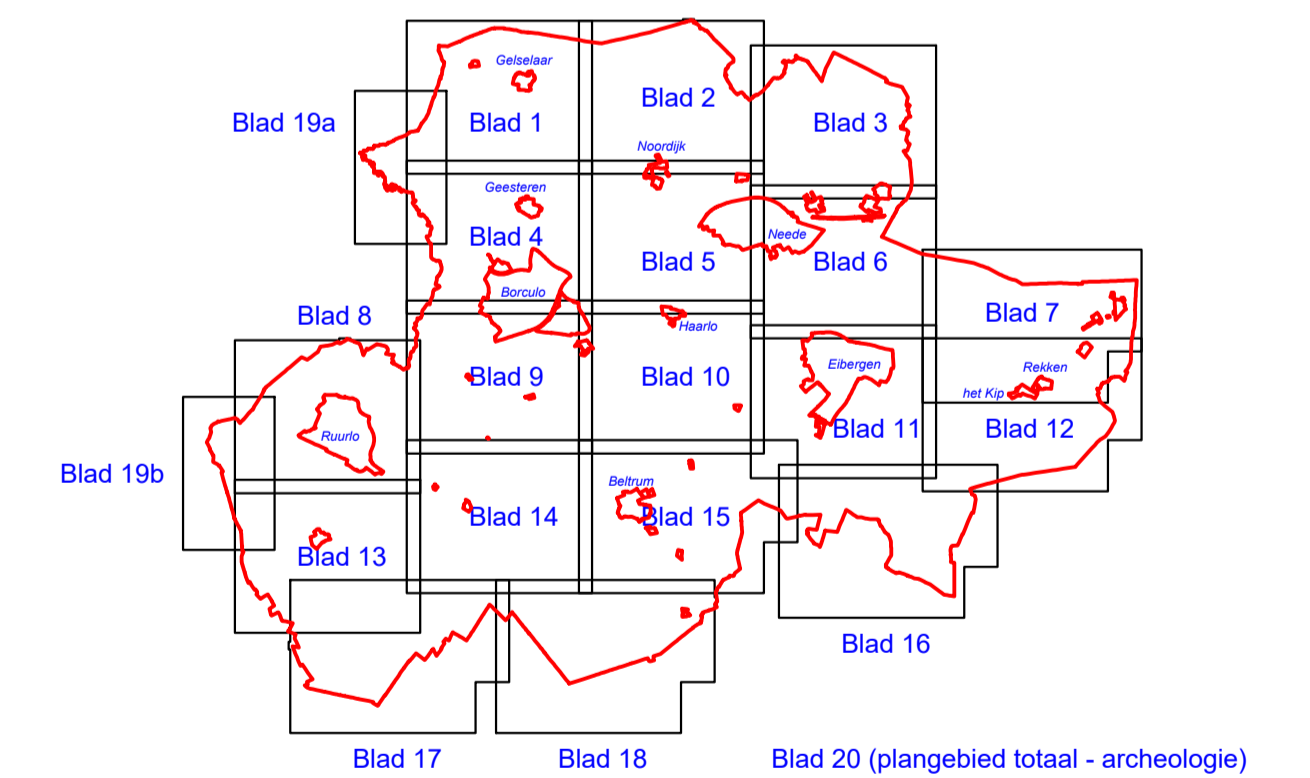 Gelselaar
Blad 2
Blad 19a
Blad 1
Blad 3
Noordijk
Geesteren
Blad 4
Neede
Blad 5
Blad 6
Borculo
Blad 8
Haarlo
Blad 7
Eibergen
Rekken
Blad 9
Blad 10
het Kip
Ruurlo
Blad 11
Blad 12
Blad 19b
Beltrum
Blad 14
Blad 15
Blad 13
Blad 16
Blad 17
Blad 18
Blad 20 (plangebied totaal - archeologie)